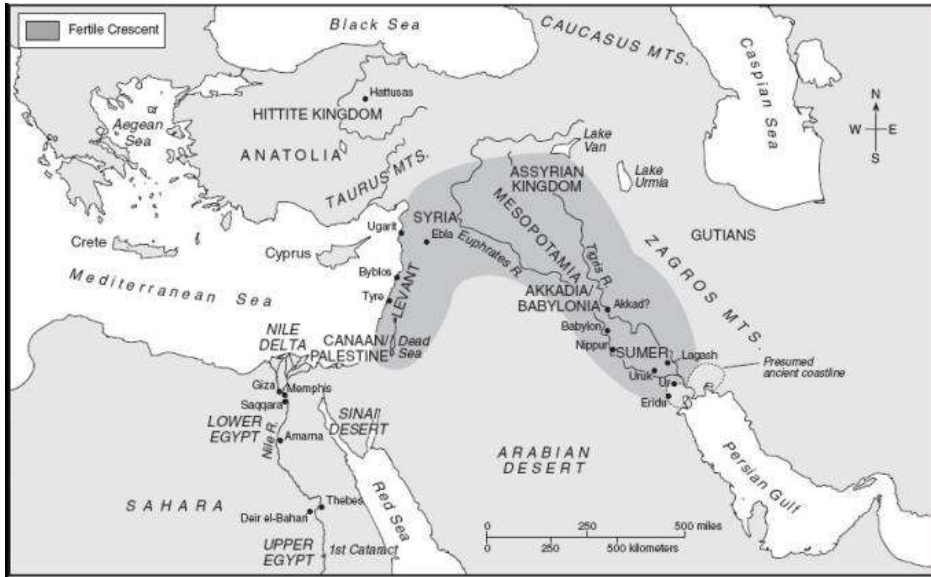 Fertile Crescent
Black Sea
CAUCASUS MTS.
Caspian Sea
N
W E
S
Hattusas
HITTITE KINGDOM
Aegean
Sea
ANATOLIA
TAURUS MTS.
Lake
Van
Lake
Urmia
ASSYRIAN
KINGDOM
MESOPOTAMIA
GUTIANS
ZAGROS MTS.
Crete
Cyprus
Ugarit
SYRIA
Ebla
Euphrates R.
Tigris R.
Mediterranean Sea
Byblos
Tyre
LEVANT
AKKADIA/
BABYLONIA
Akkad?
Babylon
Nippur
SUMER
Lagash
Uruk
Ur
Eridu
Presumed
ancient coastline
CANAAN/
PALESTINE
Dead
Sea
NILE
DELTA
Giza
Memphis
Saqqara
LOWER
EGYPT
Nile R.
Amarna
SINAI
DESERT
ARABIAN
DESERT
Persian Gulf
SAHARA
Thebes
Deir el-Bahari
Red Sea
UPPER
EGYPT
1st Cataract
0 250 500 miles
0 250 500 kilometers